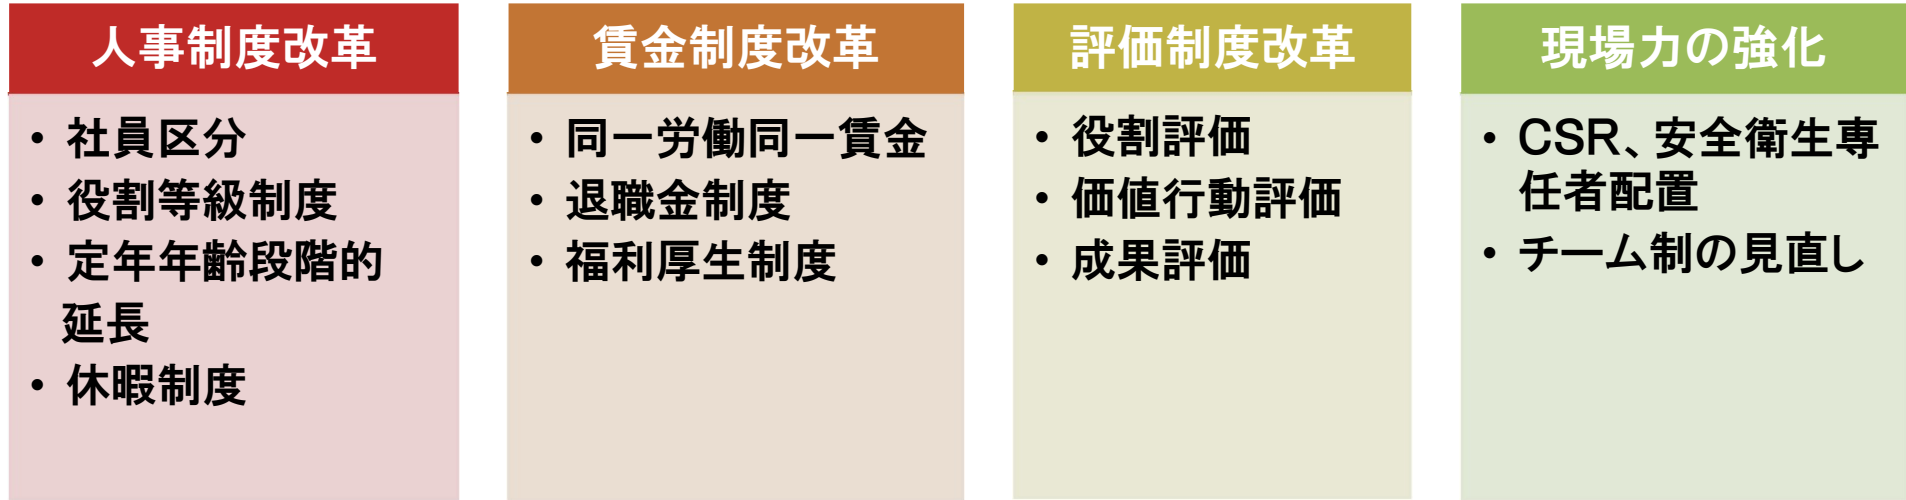 人事制度改革
・ 社員区分
・ 役割等級制度
・ 定年年齢段階的
延長
・ 休暇制度
賃金制度改革
・ 同一労働同一賃金
・ 退職金制度
・ 福利厚生制度
評価制度改革
・ 役割評価
・ 価値行動評価
・ 成果評価
現場力の強化
・ CSR、安全衛生専
任者配置
・ チーム制の見直し